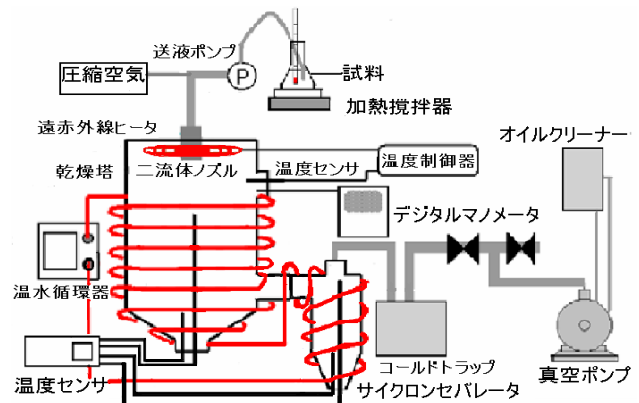 送液ポンプ
圧縮空気
P
試料
加熱撹拌器
遠赤外線ヒータ
オイルクリーナー
乾燥塔
二流体ノズル
温度センサ
温度制御器
デジタルマノメータ
温水循環器
コールドトラップ
真空ポンプ
温度センサ
サイクロンセバレータ